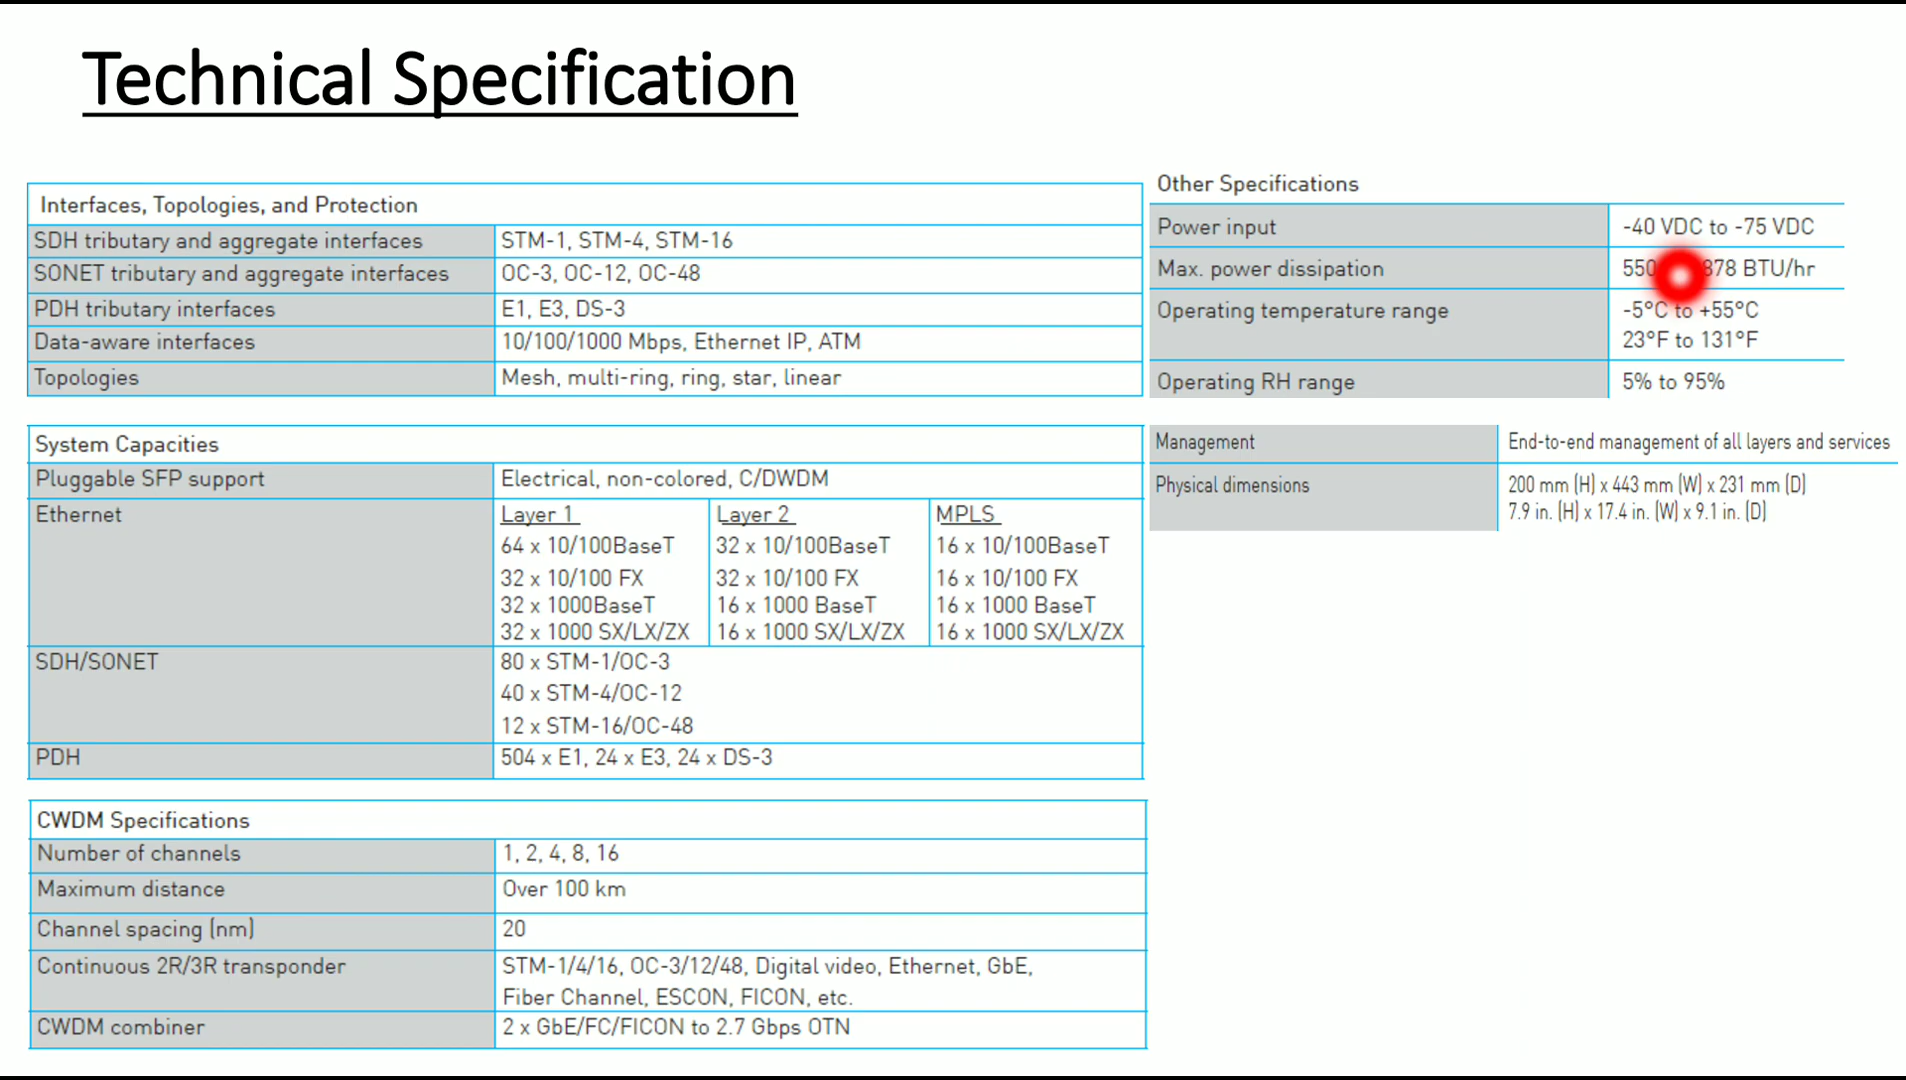 Technical Specification
Interfaces, Topologies, and Protection
SDH tributary and aggregate interfaces STM-1, STM-4, STM-16
SONET tributary and aggregate interfaces OC-3, OC-12, OC-48
PDH tributary interfaces E1, E3, DS-3
Data-aware interfaces 10/100/1000 Mbps, Ethernet IP, ATM
Topologies Mesh, multi-ring, ring, star, linear
System Capacities
Pluggable SFP support Electrical, non-colored, C/DWDM
Ethernet Layer 1 Layer 2 MPLS
64 x 10/100BaseT 32 x 10/100BaseT 16 x 10/100BaseT
32 x 10/100 FX 32 x 10/100 FX 16 x 10/100 FX
32 x 1000BaseT 16 x 1000 BaseT 16 x 1000 BaseT
32 x 1000 SX/LX/ZX 16 x 1000 SX/LX/ZX 16 x 1000 SX/LX/ZX
SDH/SONET 80 x STM-1/OC-3
40 x STM-4/OC-12
12 x STM-16/OC-48
PDH 504 x E1, 24 x E3, 24 x DS-3
CWDM Specifications
Number of channels 1, 2, 4, 8, 16
Maximum distance Over 100 km
Channel spacing (nm) 20
Continuous 2R/3R transponder STM-1/4/16, OC-3/12/48, Digital video, Ethernet, GbE,
Fiber Channel, ESCON, FICON, etc.
CWDM combiner 2 x GbE/FC/FICON to 2.7 Gbps OTN
Other Specifications
Power input -40 VDC to -75 VDC
Max. power dissipation BTU/hr
Operating temperature range -5°C to +55°C
23°F to 131°F
Operating RH range 5% to 95%
Management End-to-end management of all layers and services
Physical dimensions 200 mm (H) x 443 mm (W) x 231 mm (D)
7.9 in. (H) x 17.4 in. (W) x 9.1 in. (D)